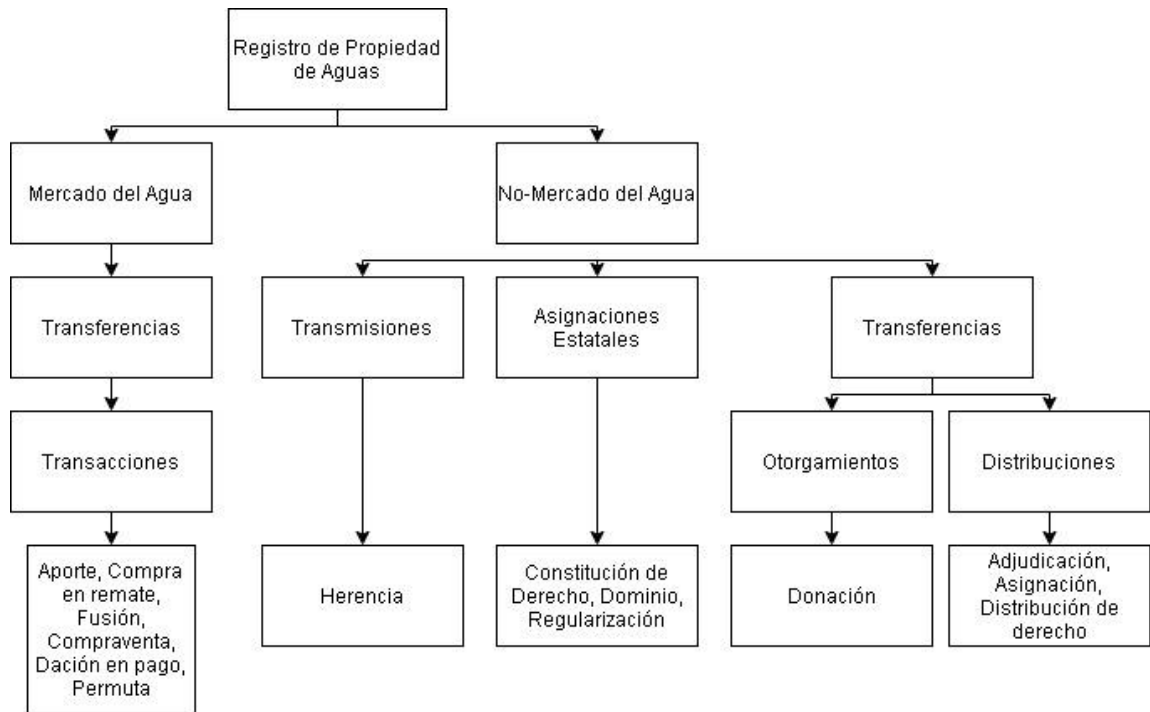 Registro de Propiedad
de Aguas
Mercado del Agua
No-Mercado del Agua
Transferencias
Transmisiones
Asignaciones
Estatales
Transferencias
Transacciones
Otorgamientos
Distribuciones
Aporte, Compra
en remate,
Fusión,
Compraventa,
Dación en pago,
Permuta
Herencia
Constitución de
Derecho, Dominio,
Regularización
Donación
Adjudicación,
Asignación,
Distribución de
derecho